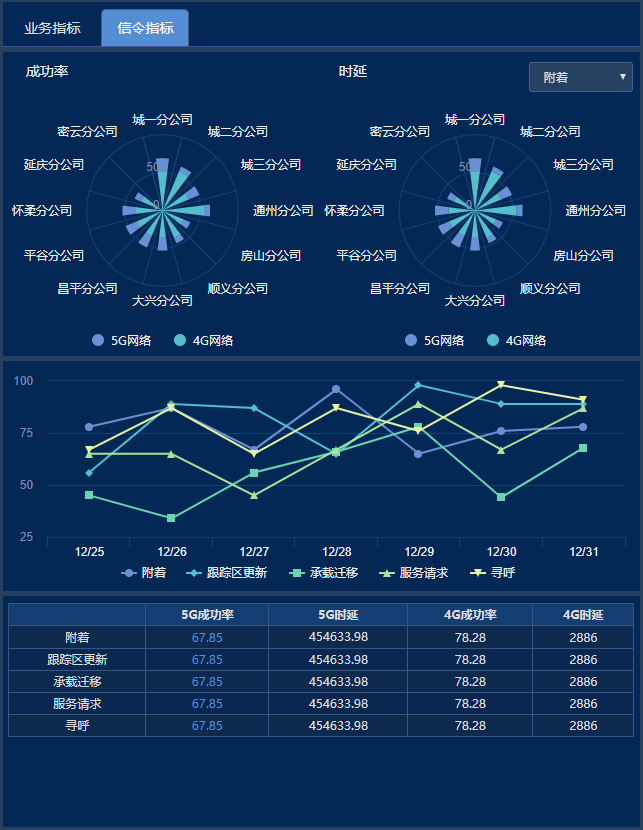 业务指标 信令指标
成功率 时延 附着
城一分公司 城一分公司
密云分公司 城二分公司 密云分公司 城二分公司
延庆分公司 50 城三分公司 延庆分公司 50 城三分公司
怀柔分公司 0 通州分公司 怀柔分公司 0 通州分公司
平谷分公司 房山分公司 平谷分公司 房山分公司
昌平分公司 顺义分公司 昌平分公司 顺义分公司
大兴分公司 大兴分公司
5G网络 4G网络 5G网络 4G网络
100
75
50
25
12/25 12/26 12/27 12/28 12/29 12/30 12/31
附着 跟踪区更新 承载迁移 服务请求 寻呼
5G成功率 5G时延 4G成功率 4G时延
附着 67.85 454633.98 78.28 2886
跟踪区更新 67.85 454633.98 78.28 2886
承载迁移 67.85 454633.98 78.28 2886
服务请求 67.85 454633.98 78.28 2886
寻呼 67.85 454633.98 78.28 2886